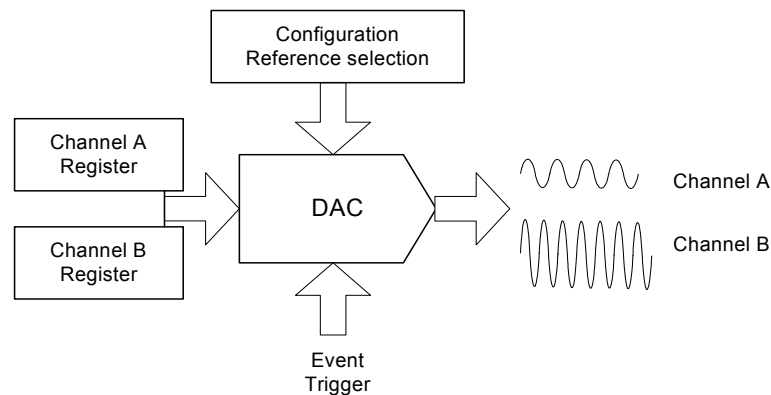 Configuration
Reference selection
Channel A
Register
Channel B
Register
DAC
Channel A
Channel B
Event
Trigger